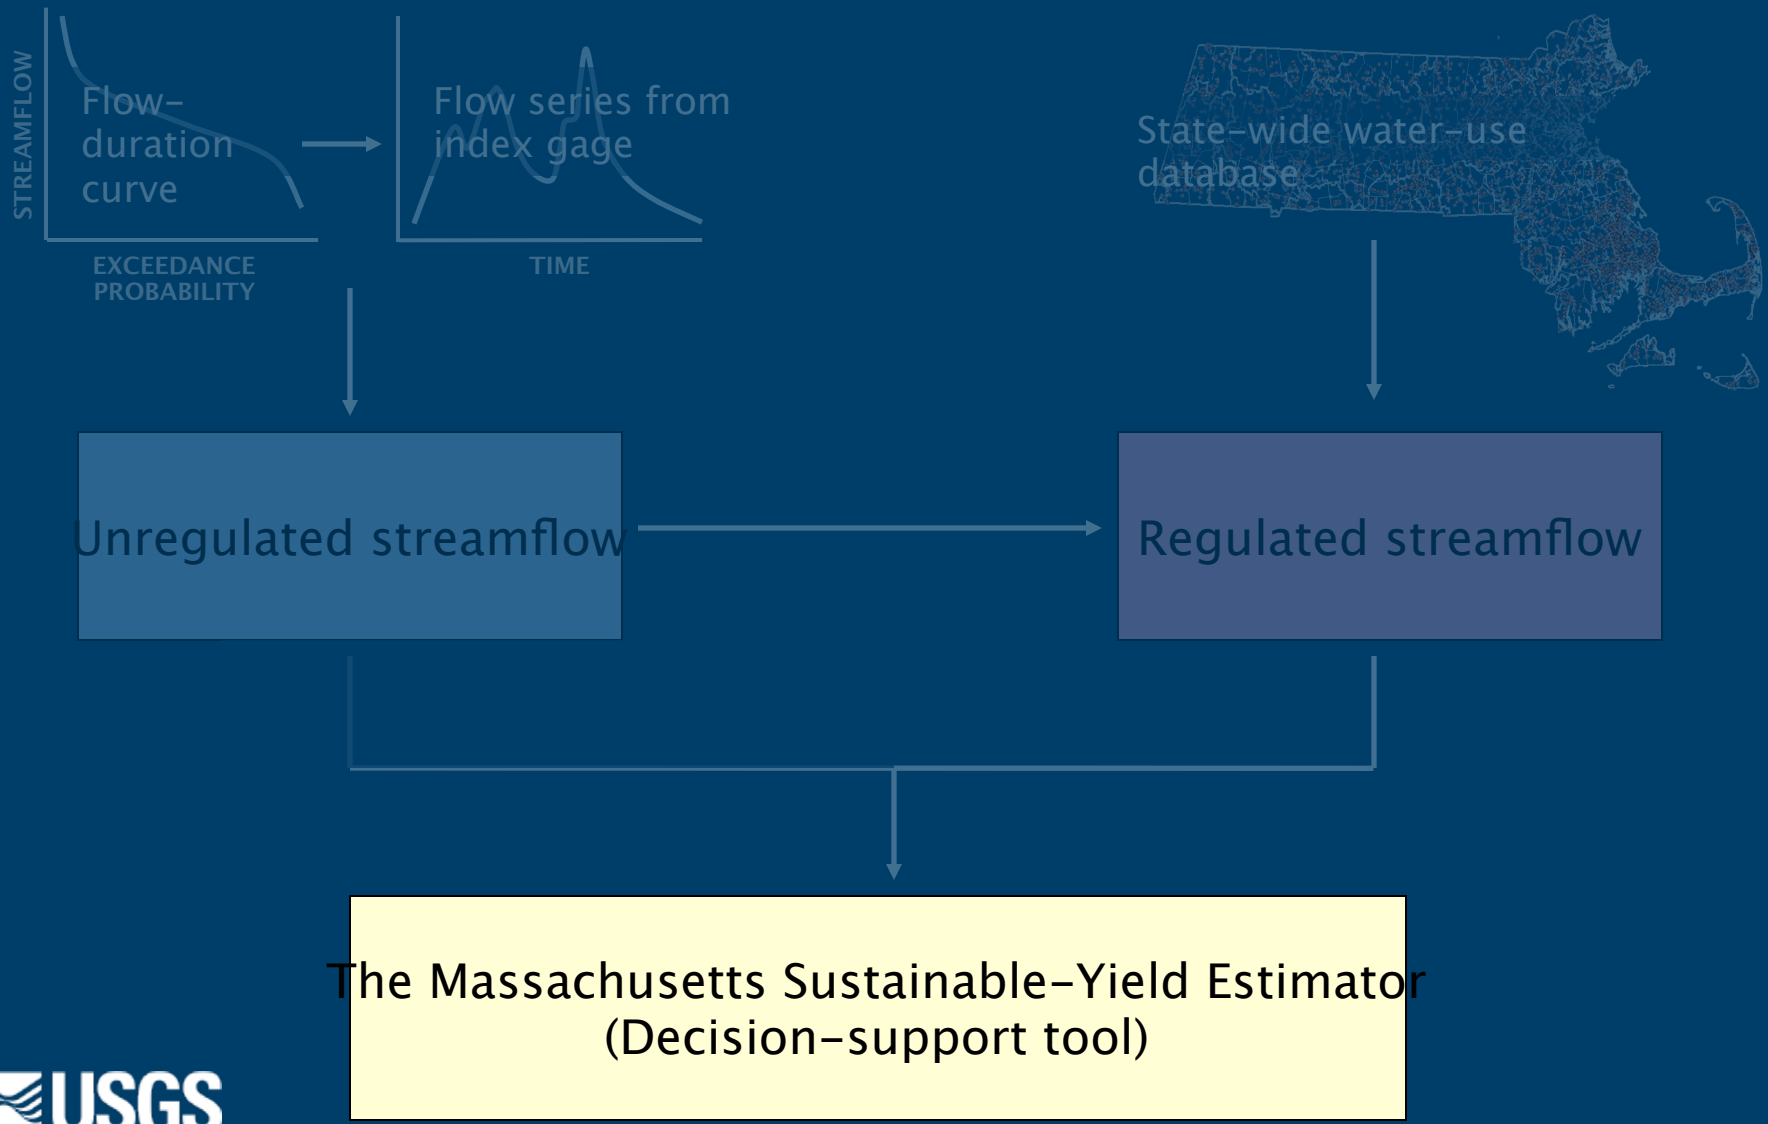 STREAMFLOW
Flow-
duration
curve
EXCEEDANCE
PROBABILITY
Flow series from
index gage
TIME
State-wide water-use
database
Unregulated streamflow
Regulated streamflow
The Massachusetts Sustainable-Yield Estimator
(Decision-support tool)
USGS